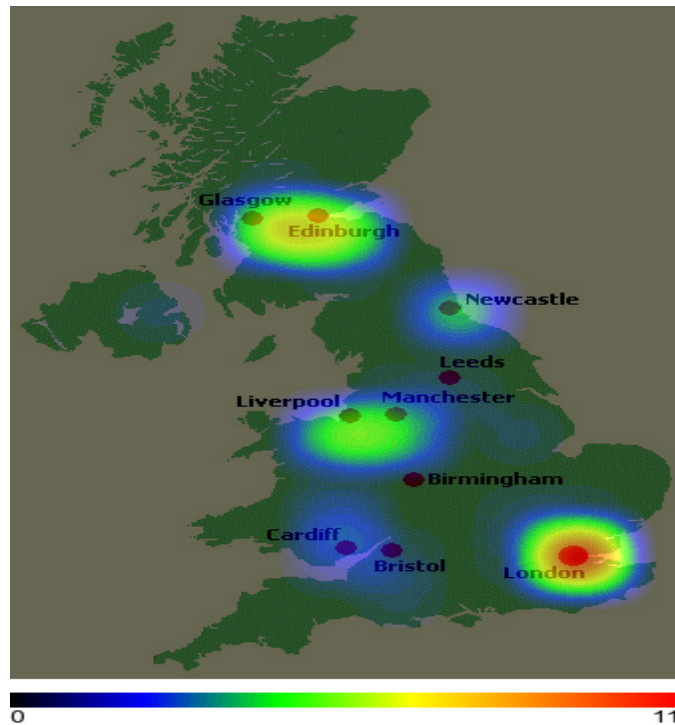 Glasgow
Edinburgh
Newcastle
Leeds
Liverpool
Manchester
Birmingham
Cardiff
Bristol
London
0
11